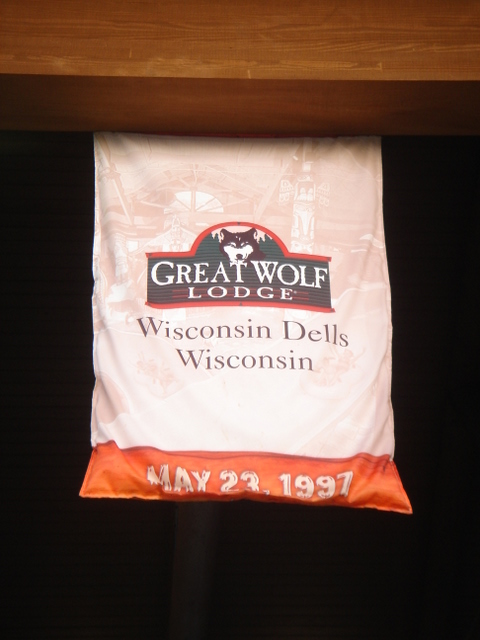 GREAT WOLF
LODGE
Wisconsin Dells
Wisconsin
MAY 23, 1997